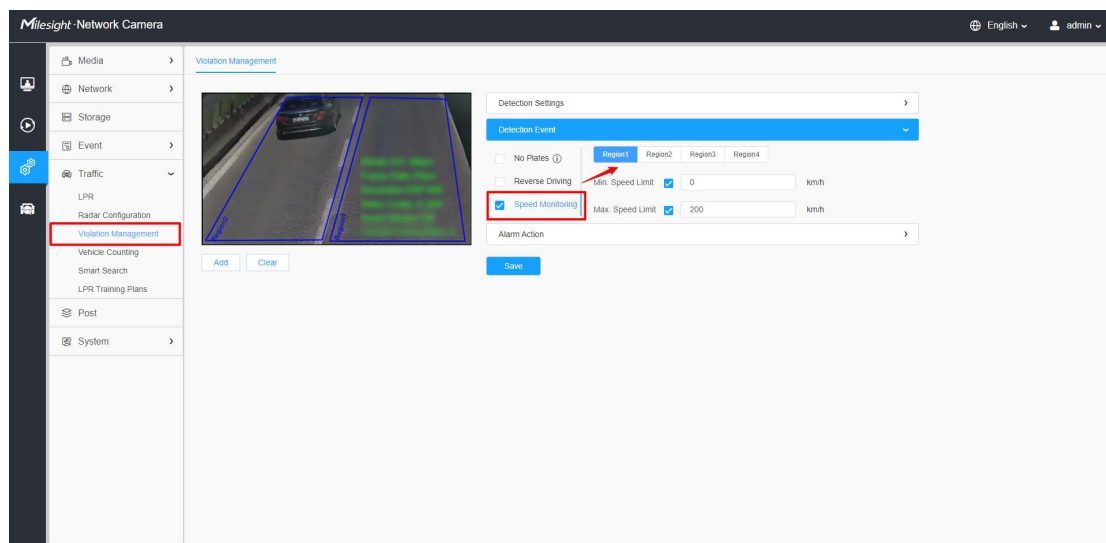 Milesight · Network Camera
English
admin
Media
Network
Storage
Event
Traffic
LPR
Radar Configuration
Violation Management
Vehicle Counting
Smart Search
LPR Training Plans
Post
System
Violation Management
Region2
Region1
Add
Clear
Detection Settings
Detection Event
No Plates
Reverse Driving
Speed Monitoring
Region1 Region2 Region3 Region4
Min. Speed Limit 0 km/h
Max. Speed Limit 200 km/h
Alarm Action
Save